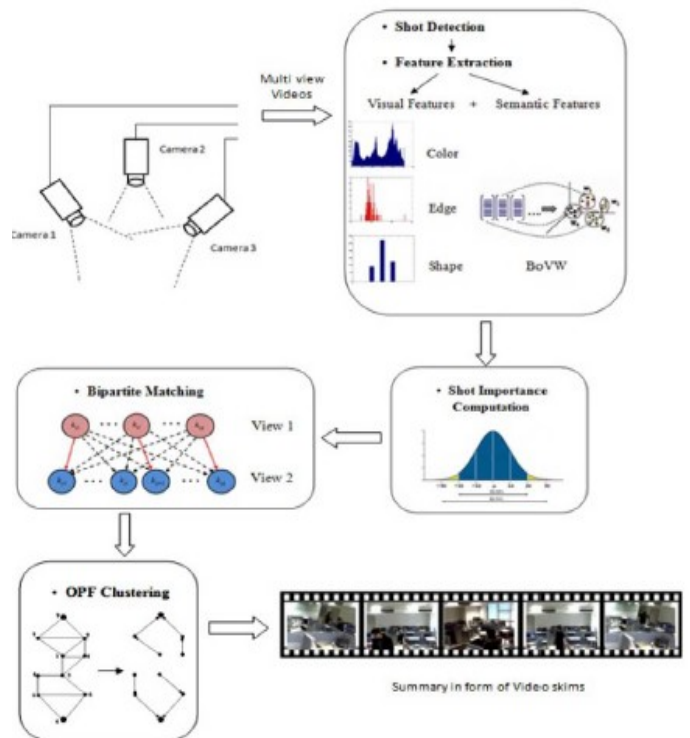 Camera 1
Camera 2
Camera 3
Multi view
Videos
• Shot Detection
• Feature Extraction
Visual Features + Semantic Features
Color
Edge
Shape
BoVW
• Shot Importance
Computation
• Bipartite Matching
View 1
View 2
• OPF Clustering
Summary in form of Video skims